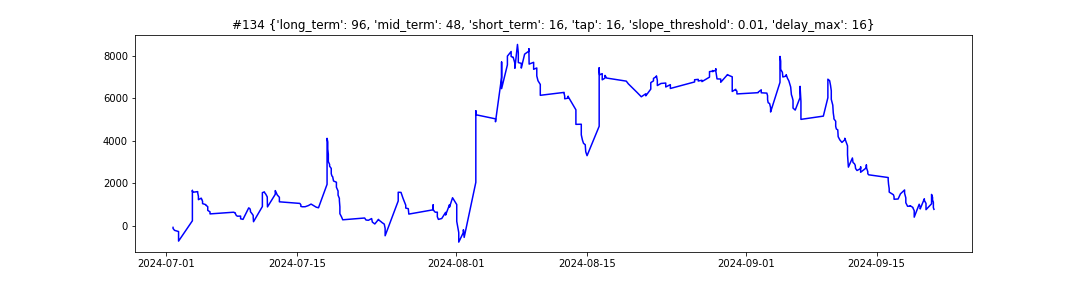 #134 {'long_term': 96, 'mid_term': 48, 'short_term': 16, 'tap': 16, 'slope_threshold': 0.01, 'delay_max': 16}
8000
6000
4000
2000
0
2024-07-01 2024-07-15 2024-08-01 2024-08-15 2024-09-01 2024-09-15